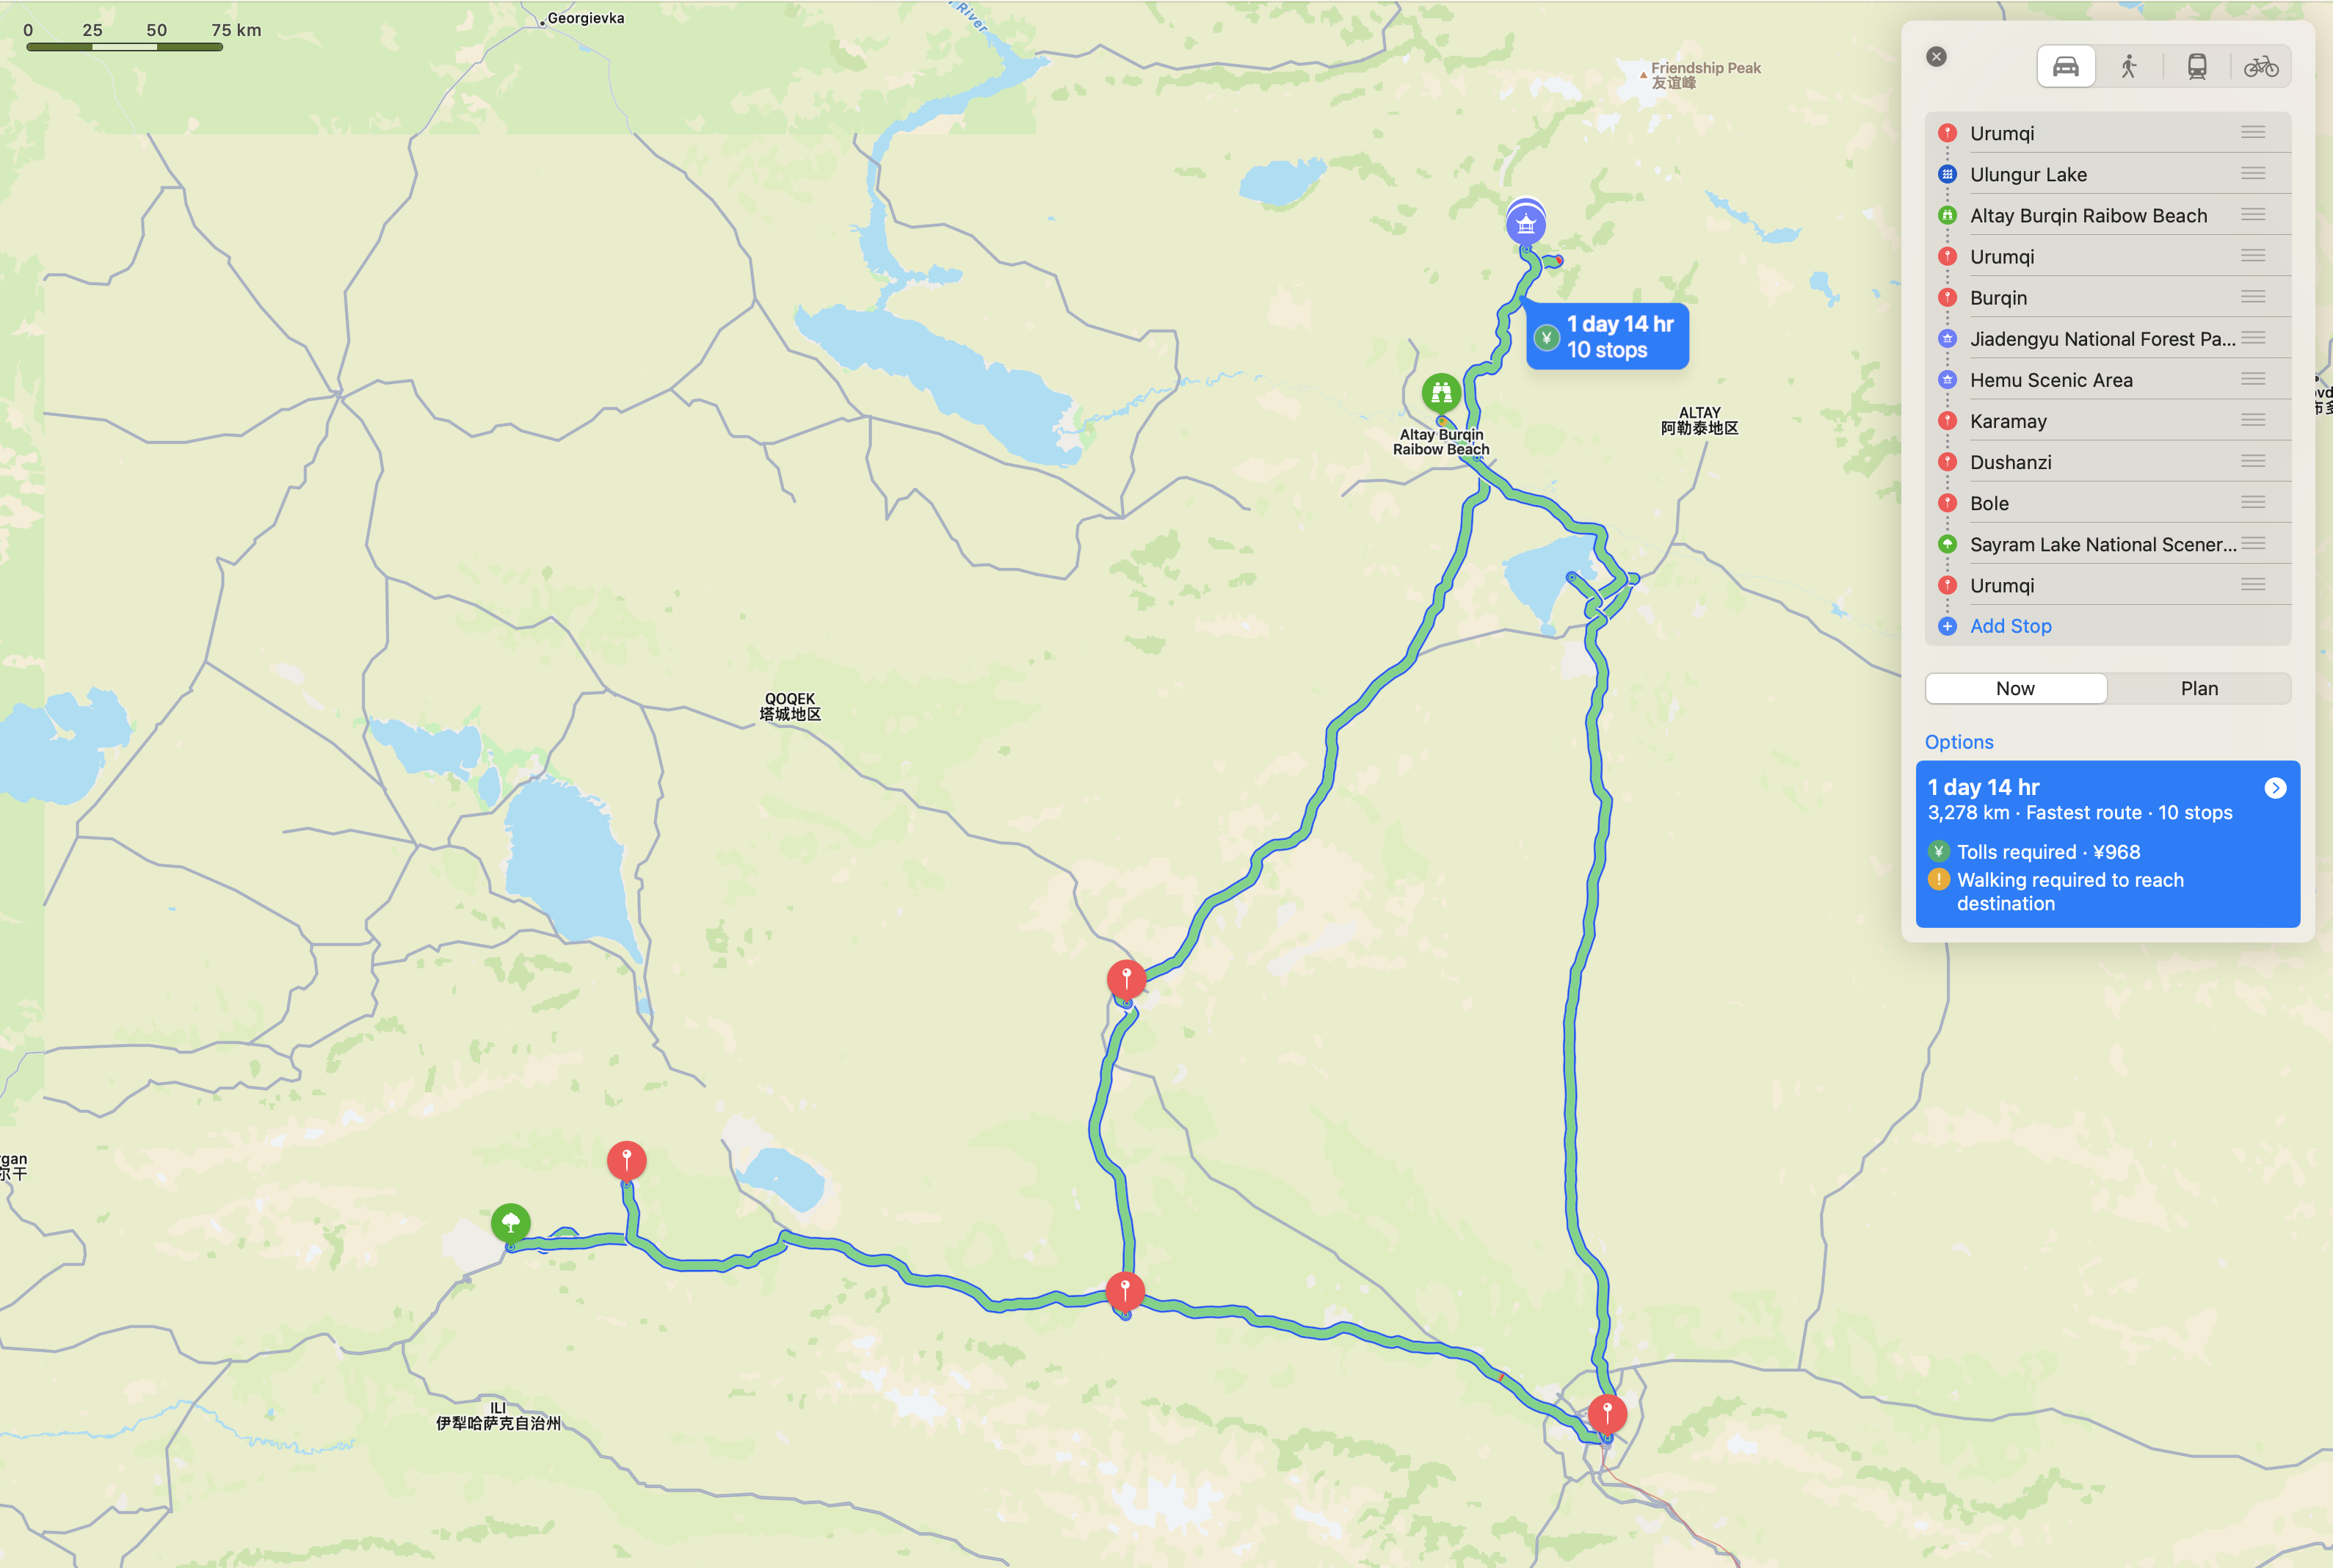 0 25 50 75 km
Georgievka
River
Friendship Peak
友谊峰
1 day 14 hr
10 stops
Altay Burqin
Raibow Beach
ALTAY
阿勒泰地区
QOQEK
塔城地区
ILI
伊犁哈萨克自治州
Urumqi
Ulungur Lake
Altay Burqin Raibow Beach
Urumqi
Burqin
Jiadengyu National Forest Pa...
Hemu Scenic Area
Karamay
Dushanzi
Bole
Sayram Lake National Scener...
Urumqi
Add Stop
Now
Plan
Options
1 day 14 hr
3,278 km · Fastest route · 10 stops
¥ Tolls required · ¥968
! Walking required to reach
destination